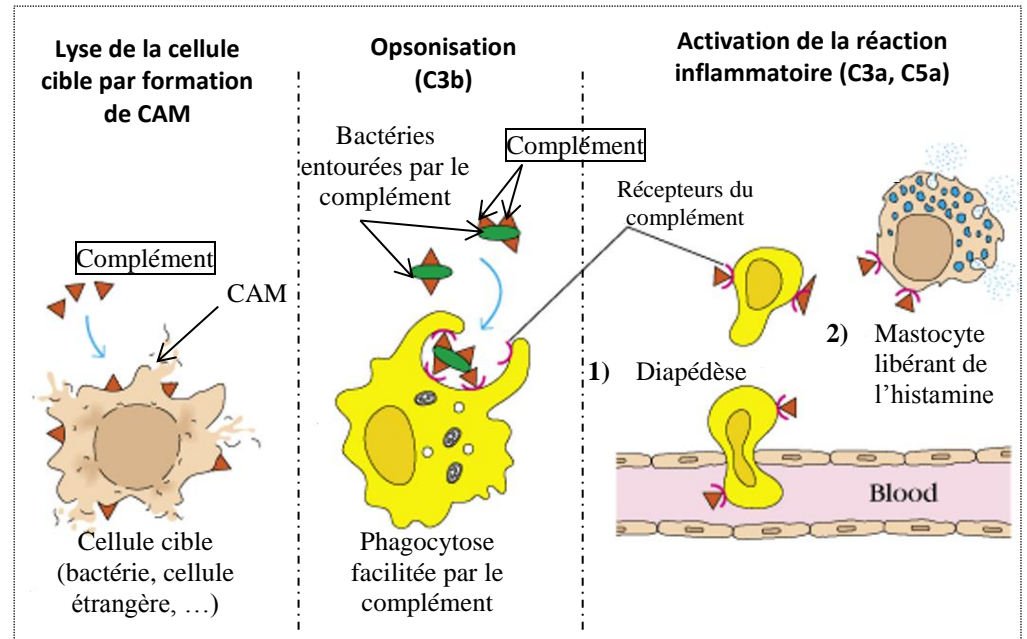 Lyse de la cellule
cible par formation
de CAM
Complément
CAM
Cellule cible
(bactérie, cellule
étrangère, …)
Opsonisation
(C3b)
Bactéries
entourées par le
complément
Complément
Phagocytose
facilitée par le
complément
Activation de la réaction
inflammatoire (C3a, C5a)
Récepteurs du
complément
1) Diapédèse
2) Mastocyte
libérant de
l’histamine
Blood